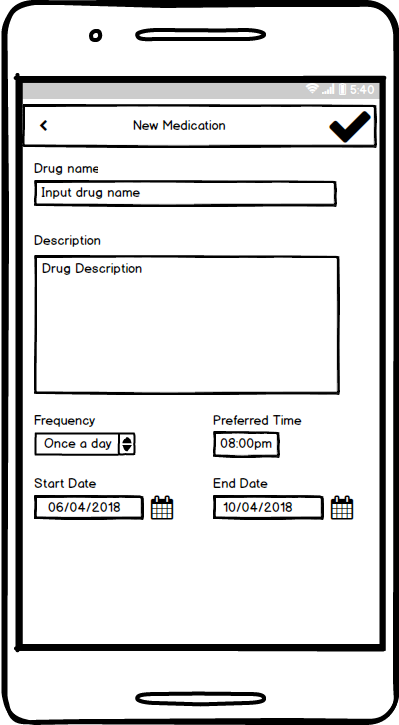 5:40
New Medication
Drug name
Input drug name
Description
Drug Description
Frequency
Preferred Time
Once a day
08:00pm
Start Date
End Date
06/04/2018
10/04/2018